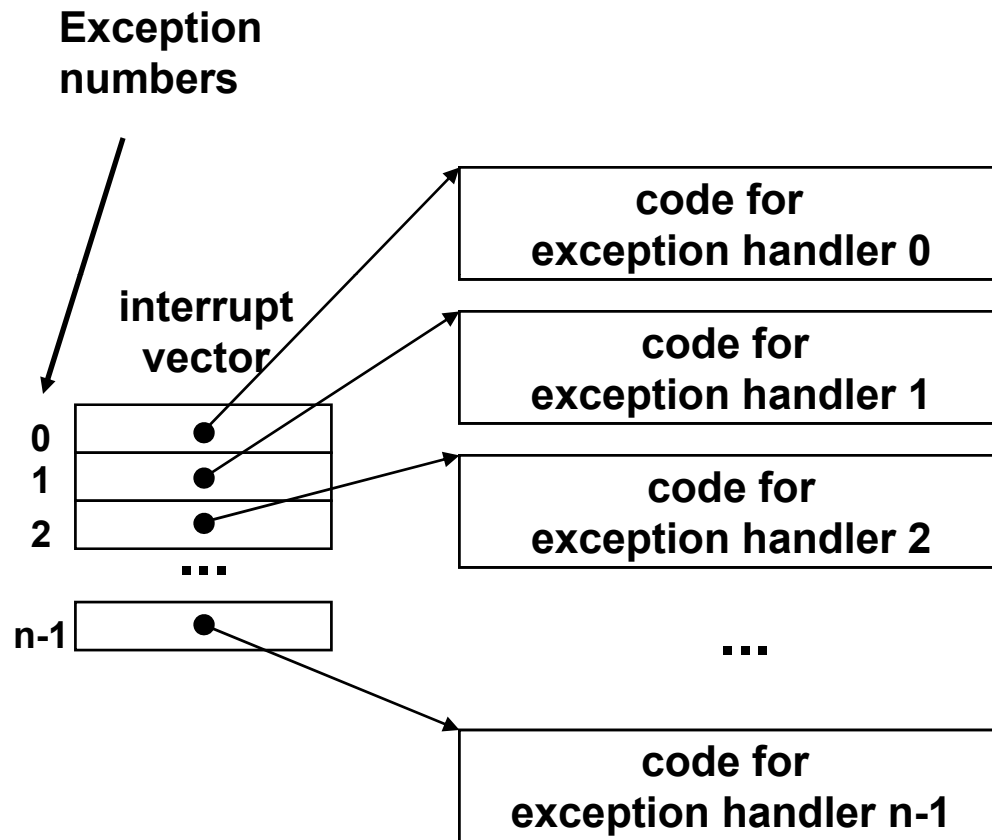 Exception
numbers
code for
exception handler 0
interrupt
vector
code for
exception handler 1
0
1
2
code for
exception handler 2
...
n-1
...
code for
exception handler n-1